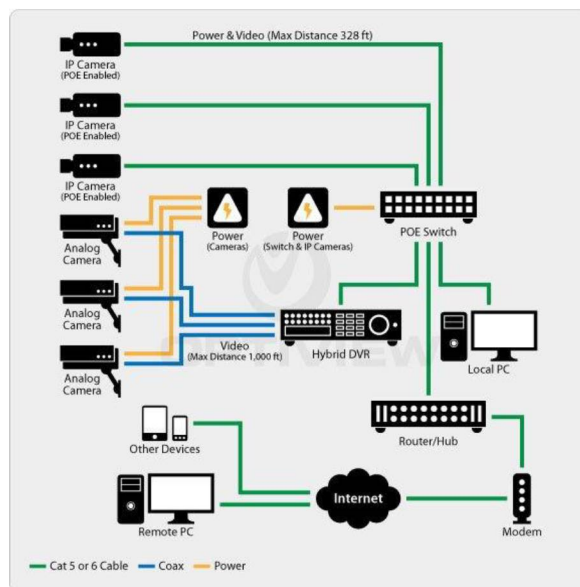 Power & Video (Max Distance 328 ft)
IP Camera
(POE Enabled)
IP Camera
(POE Enabled)
IP Camera
(POE Enabled)
Power
(Cameras)
Power
(Switch & IP Cameras)
POE Switch
Analog
Camera
Analog
Camera
Video
(Max Distance 1,000 ft)
Hybrid DVR
Local PC
OPTIVIEW
Analog
Camera
Other Devices
Router/Hub
Internet
Remote PC
Modem
Cat 5 or 6 Cable
Coax
Power